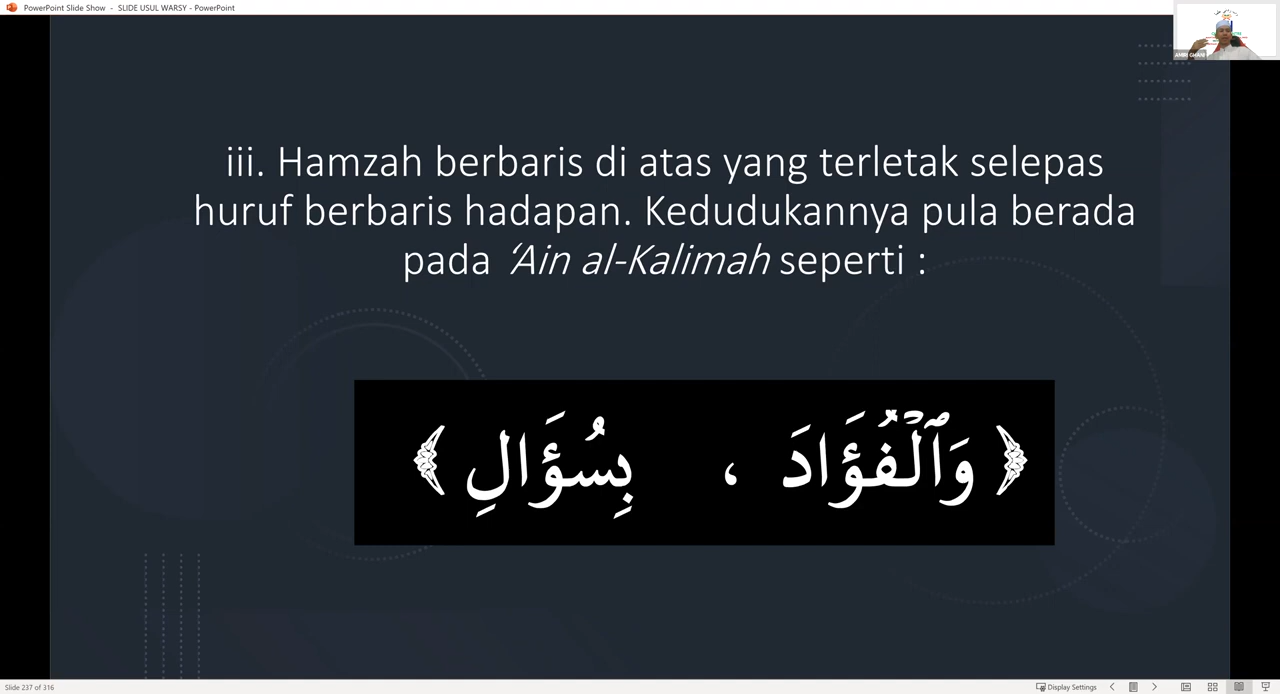 PowerPoint Slide Show - SLIDE USUL WARSY - PowerPoint
iii. Hamzah berbaris di atas yang terletak selepas
huruf berbaris hadapan. Kedudukannya pula berada
pada ‘Ain al-Kalimah seperti :
﴿ وَٱلْفُؤَادَ ، بِسُؤَالِ ﴾
Slide 237 of 316
Display Settings